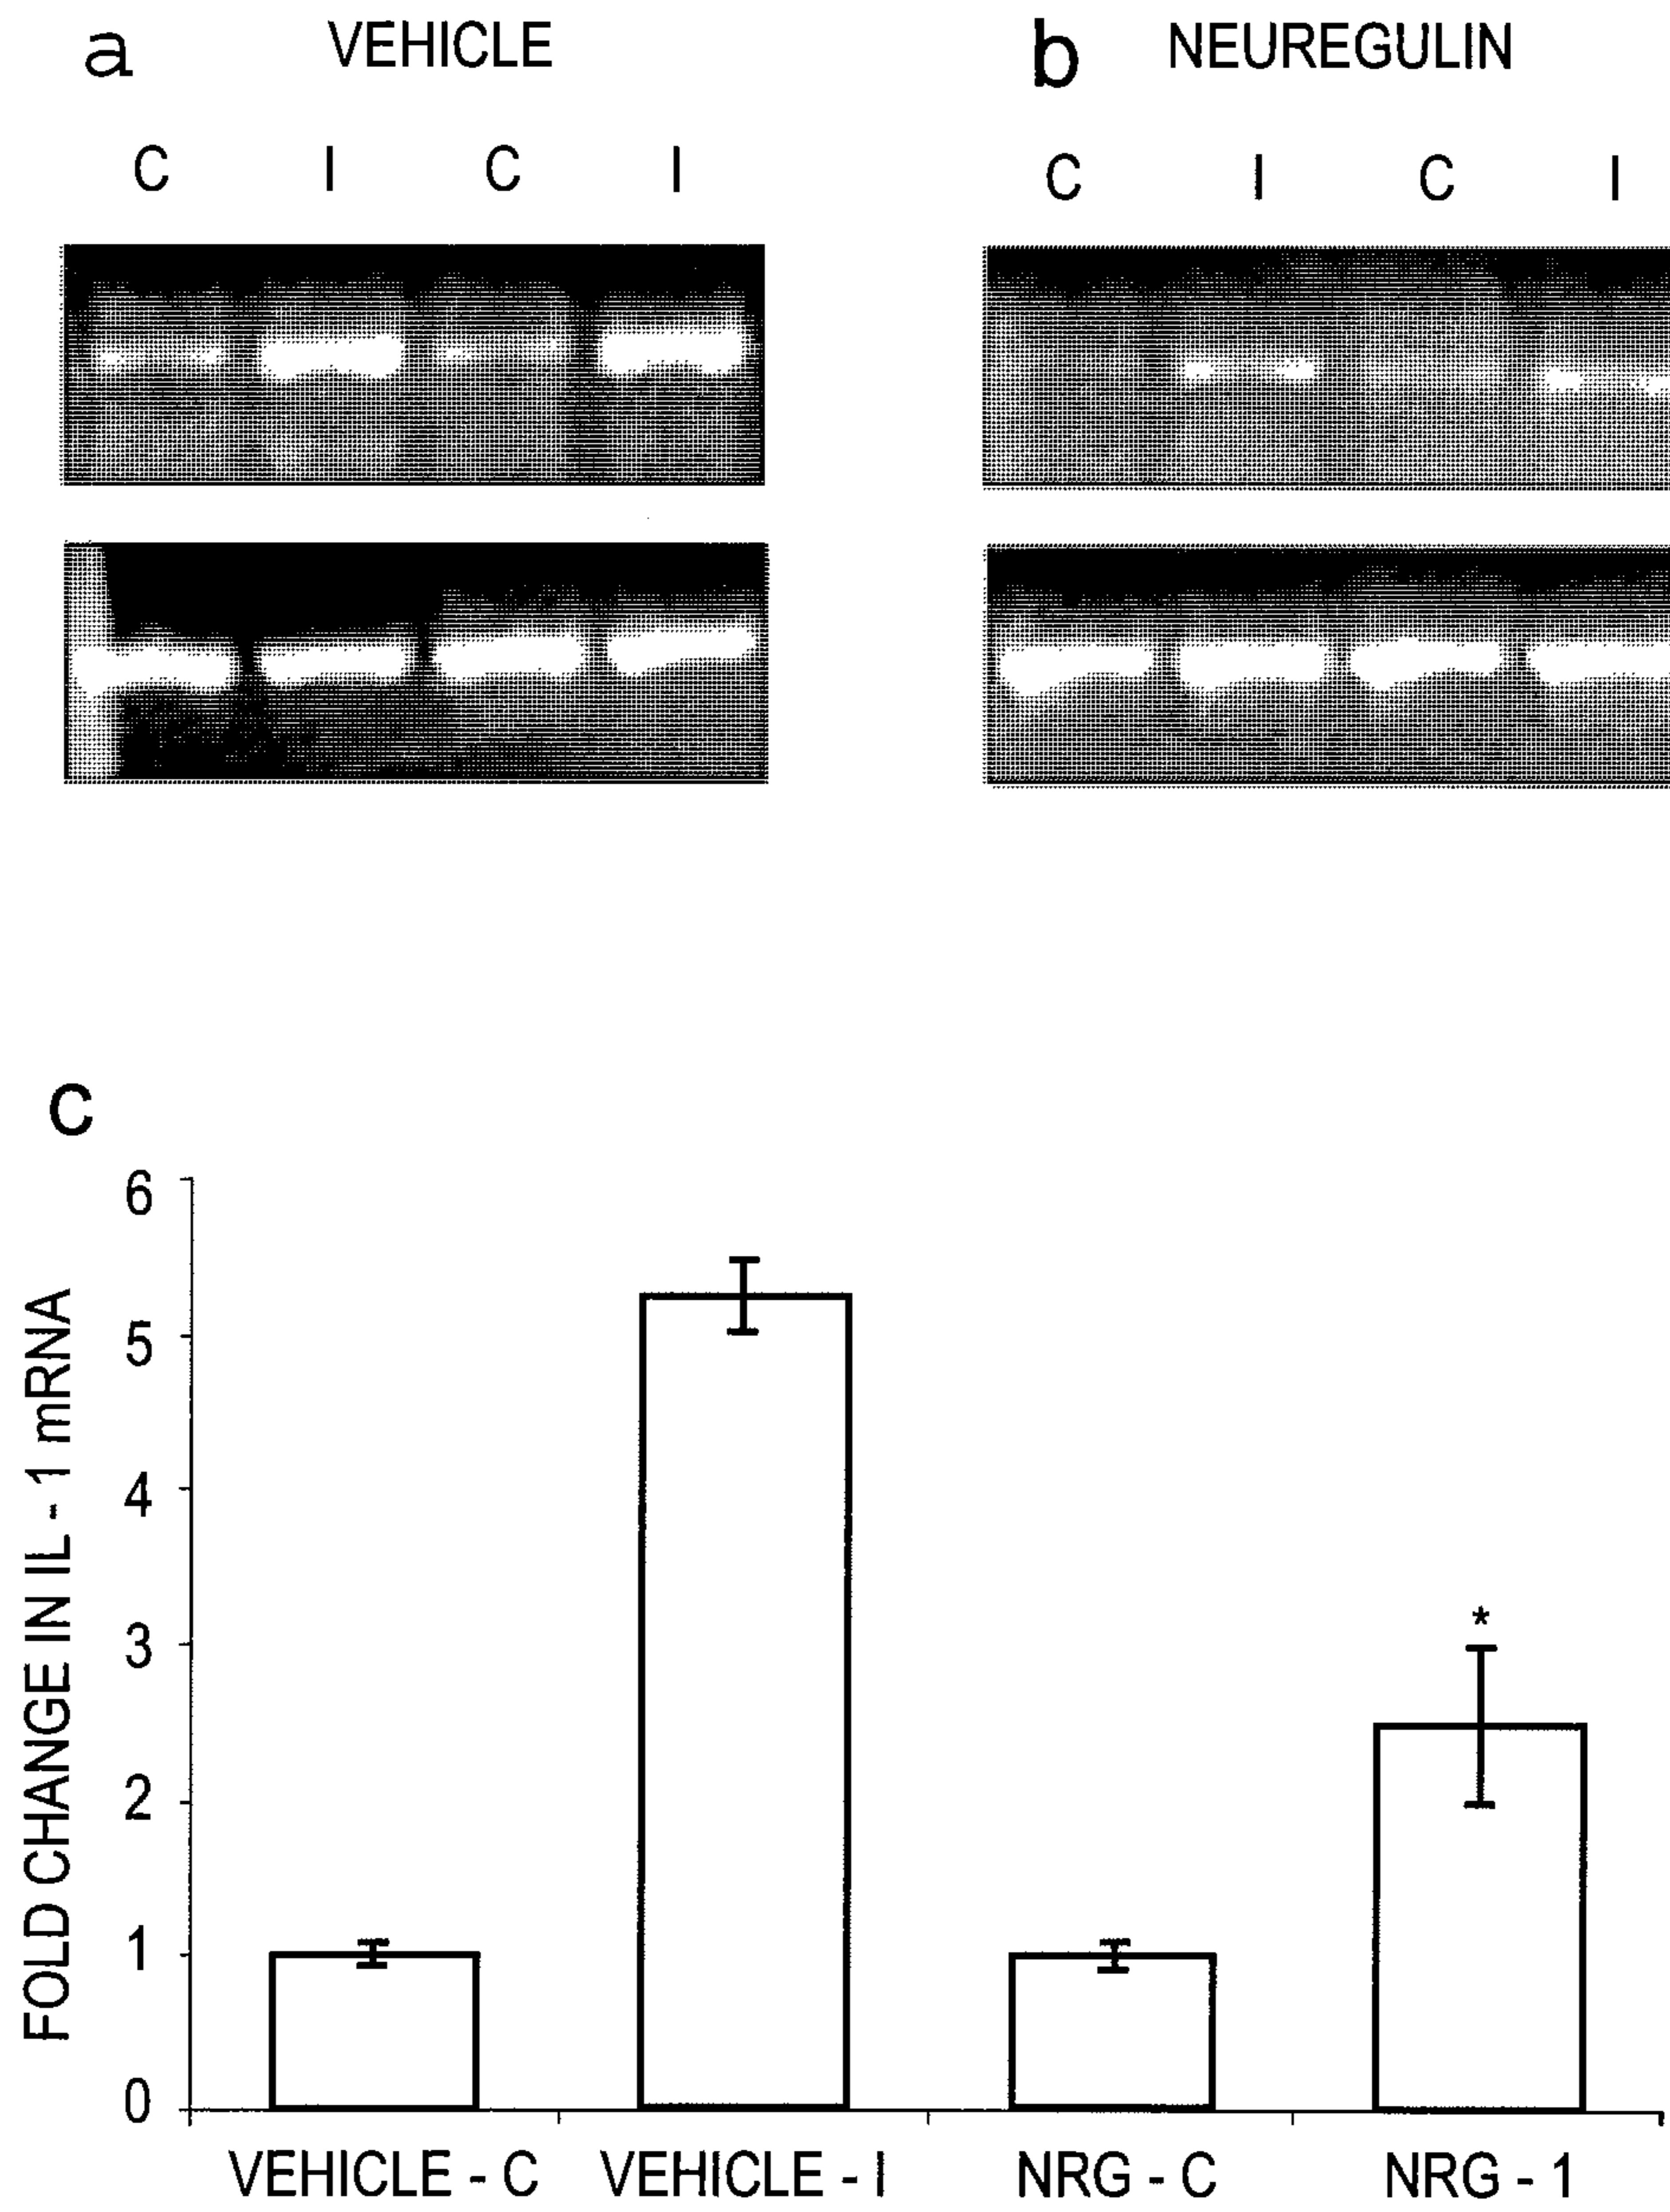 a VEHICLE
b NEUREGULIN
C I C I
C I C I
c
FOLD CHANGE IN IL - 1 mRNA
6
5
4
3
2
1
0
*
VEHICLE - C VEHICLE - I NRG - C NRG - 1